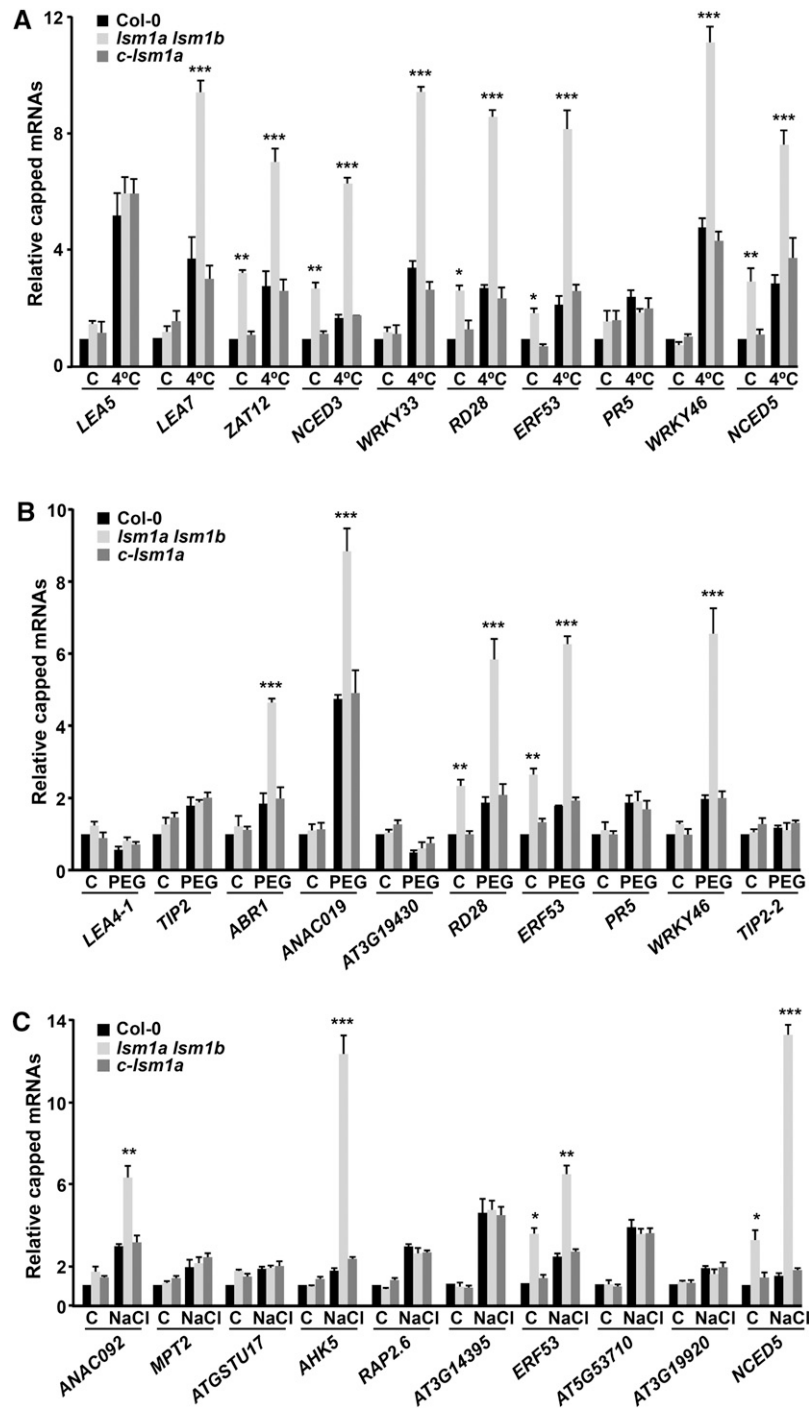 A
Col-0
lsm1a lsm1b
c-lsm1a
Relative capped mRNAs
12
8
4
0
***
***
**
***
**
***
*
***
*
***
***
**
***
C 4ºC C 4ºC C 4ºC C 4ºC C 4ºC C 4ºC C 4ºC C 4ºC C 4ºC C 4ºC
LEA5 LEA7 ZAT12 NCED3 WRKY33 RD28 ERF53 PR5 WRKY46 NCED5
B
Col-0
lsm1a lsm1b
c-lsm1a
Relative capped mRNAs
10
8
6
4
2
0
***
***
**
***
**
***
***
C PEG C PEG C PEG C PEG C PEG C PEG C PEG C PEG C PEG C PEG
LEA4-1 TIP2 ABR1 ANAC019 AT3G19430 RD28 ERF53 PR5 WRKY46 TIP2-2
C
Col-0
lsm1a lsm1b
c-lsm1a
Relative capped mRNAs
14
10
6
2
0
**
***
*
**
*
***
C NaCl C NaCl C NaCl C NaCl C NaCl C NaCl C NaCl C NaCl C NaCl C NaCl
ANAC092 MPT2 ATGSTU17 AHK5 RAP2.6 AT3G14395 ERF53 AT5G53710 AT3G19920 NCED5